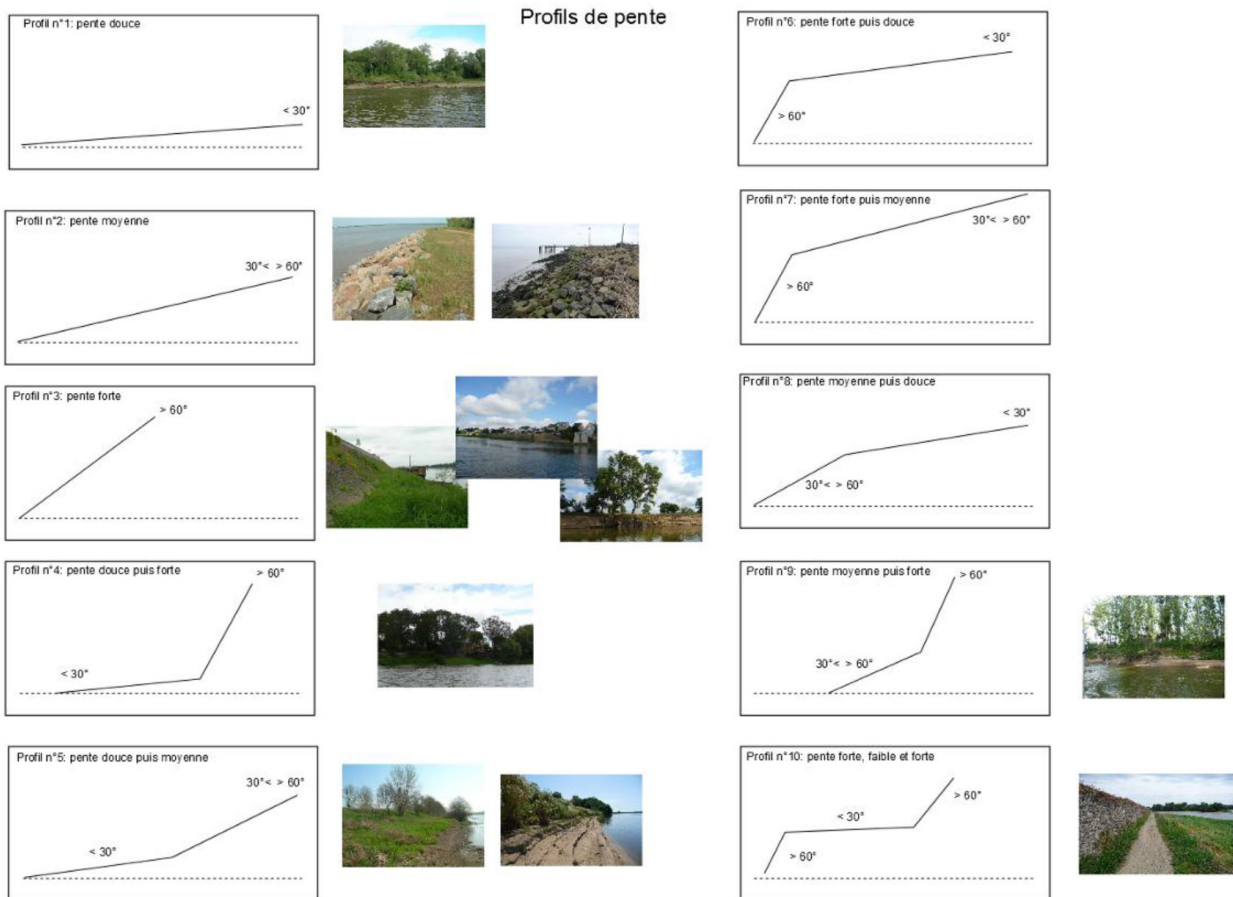 Profils de pente
Profil n°1: pente douce
< 30°
Profil n°2: pente moyenne
30°< > 60°
Profil n°3: pente forte
> 60°
Profil n°4: pente douce puis forte
> 60°
< 30°
Profil n°5: pente douce puis moyenne
30°< > 60°
< 30°
Profil n°6: pente forte puis douce
< 30°
> 60°
Profil n°7: pente forte puis moyenne
30°< > 60°
> 60°
Profil n°8: pente moyenne puis douce
< 30°
30°< > 60°
Profil n°9: pente moyenne puis forte
> 60°
30°< > 60°
Profil n°10: pente forte, faible et forte
> 60°
< 30°
> 60°